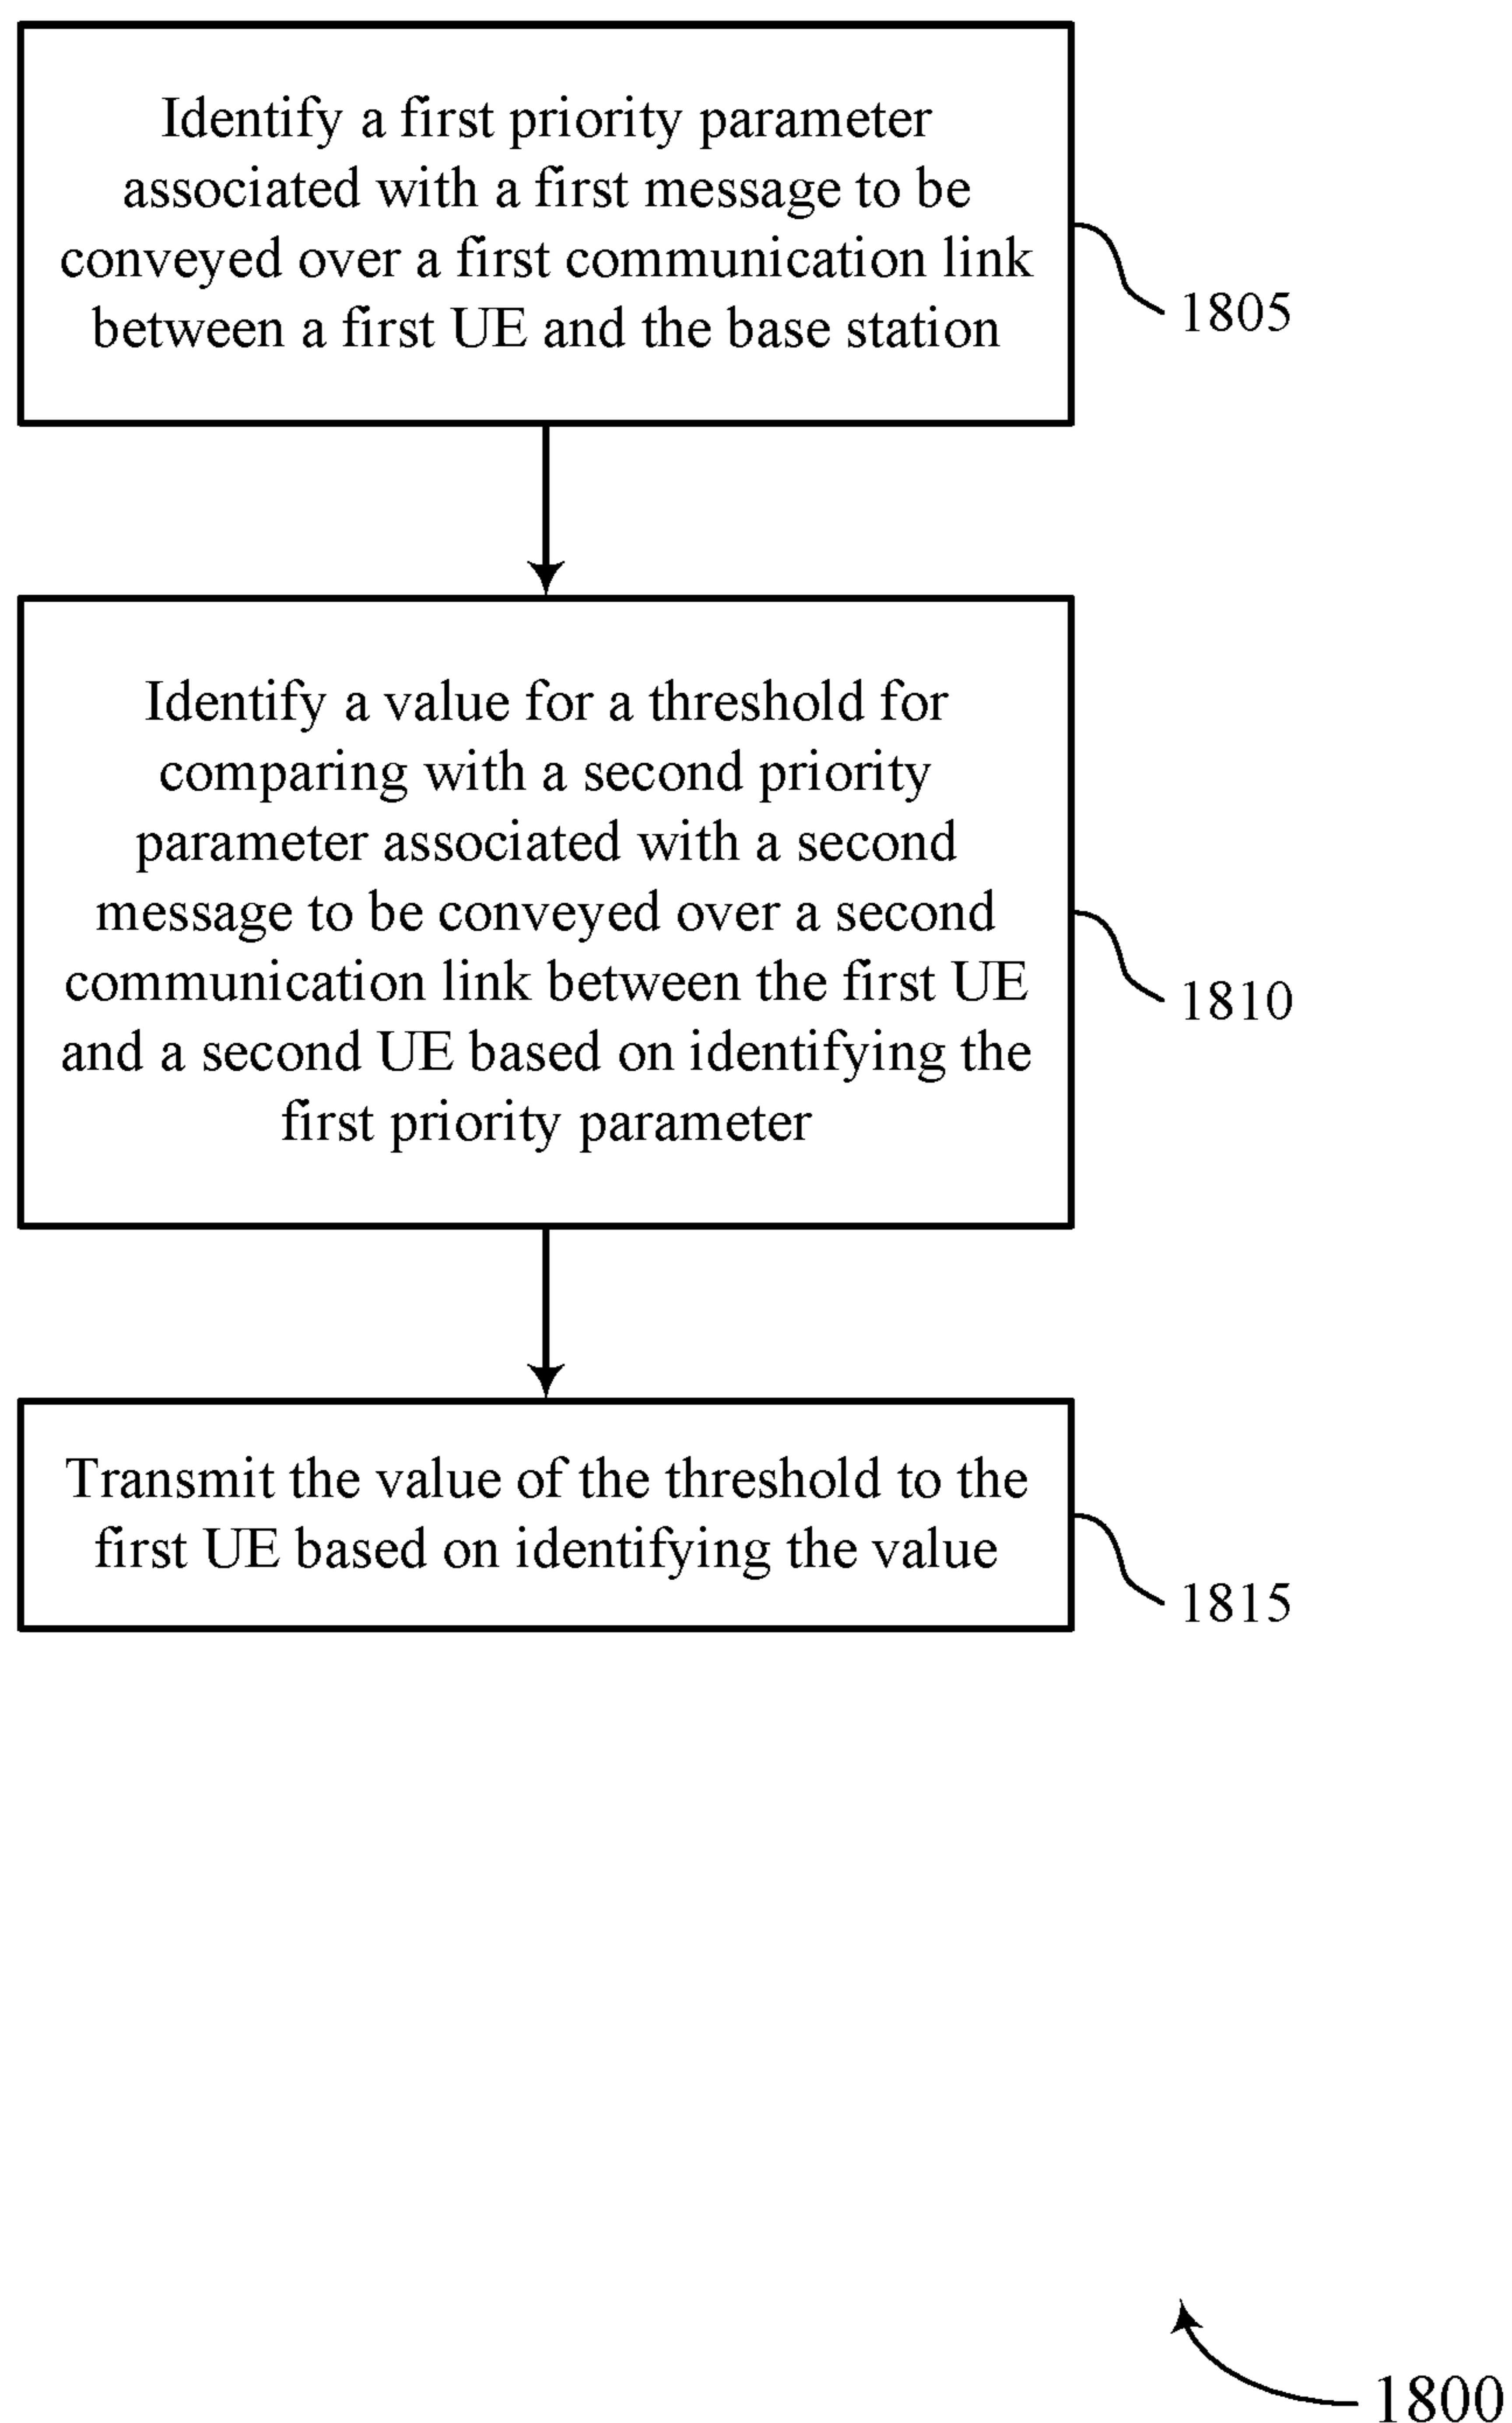 Identify a first priority parameter
associated with a first message to be
conveyed over a first communication link
between a first UE and the base station
1805
Identify a value for a threshold for
comparing with a second priority
parameter associated with a second
message to be conveyed over a second
communication link between the first UE
and a second UE based on identifying the
first priority parameter
1810
Transmit the value of the threshold to the
first UE based on identifying the value
1815
1800